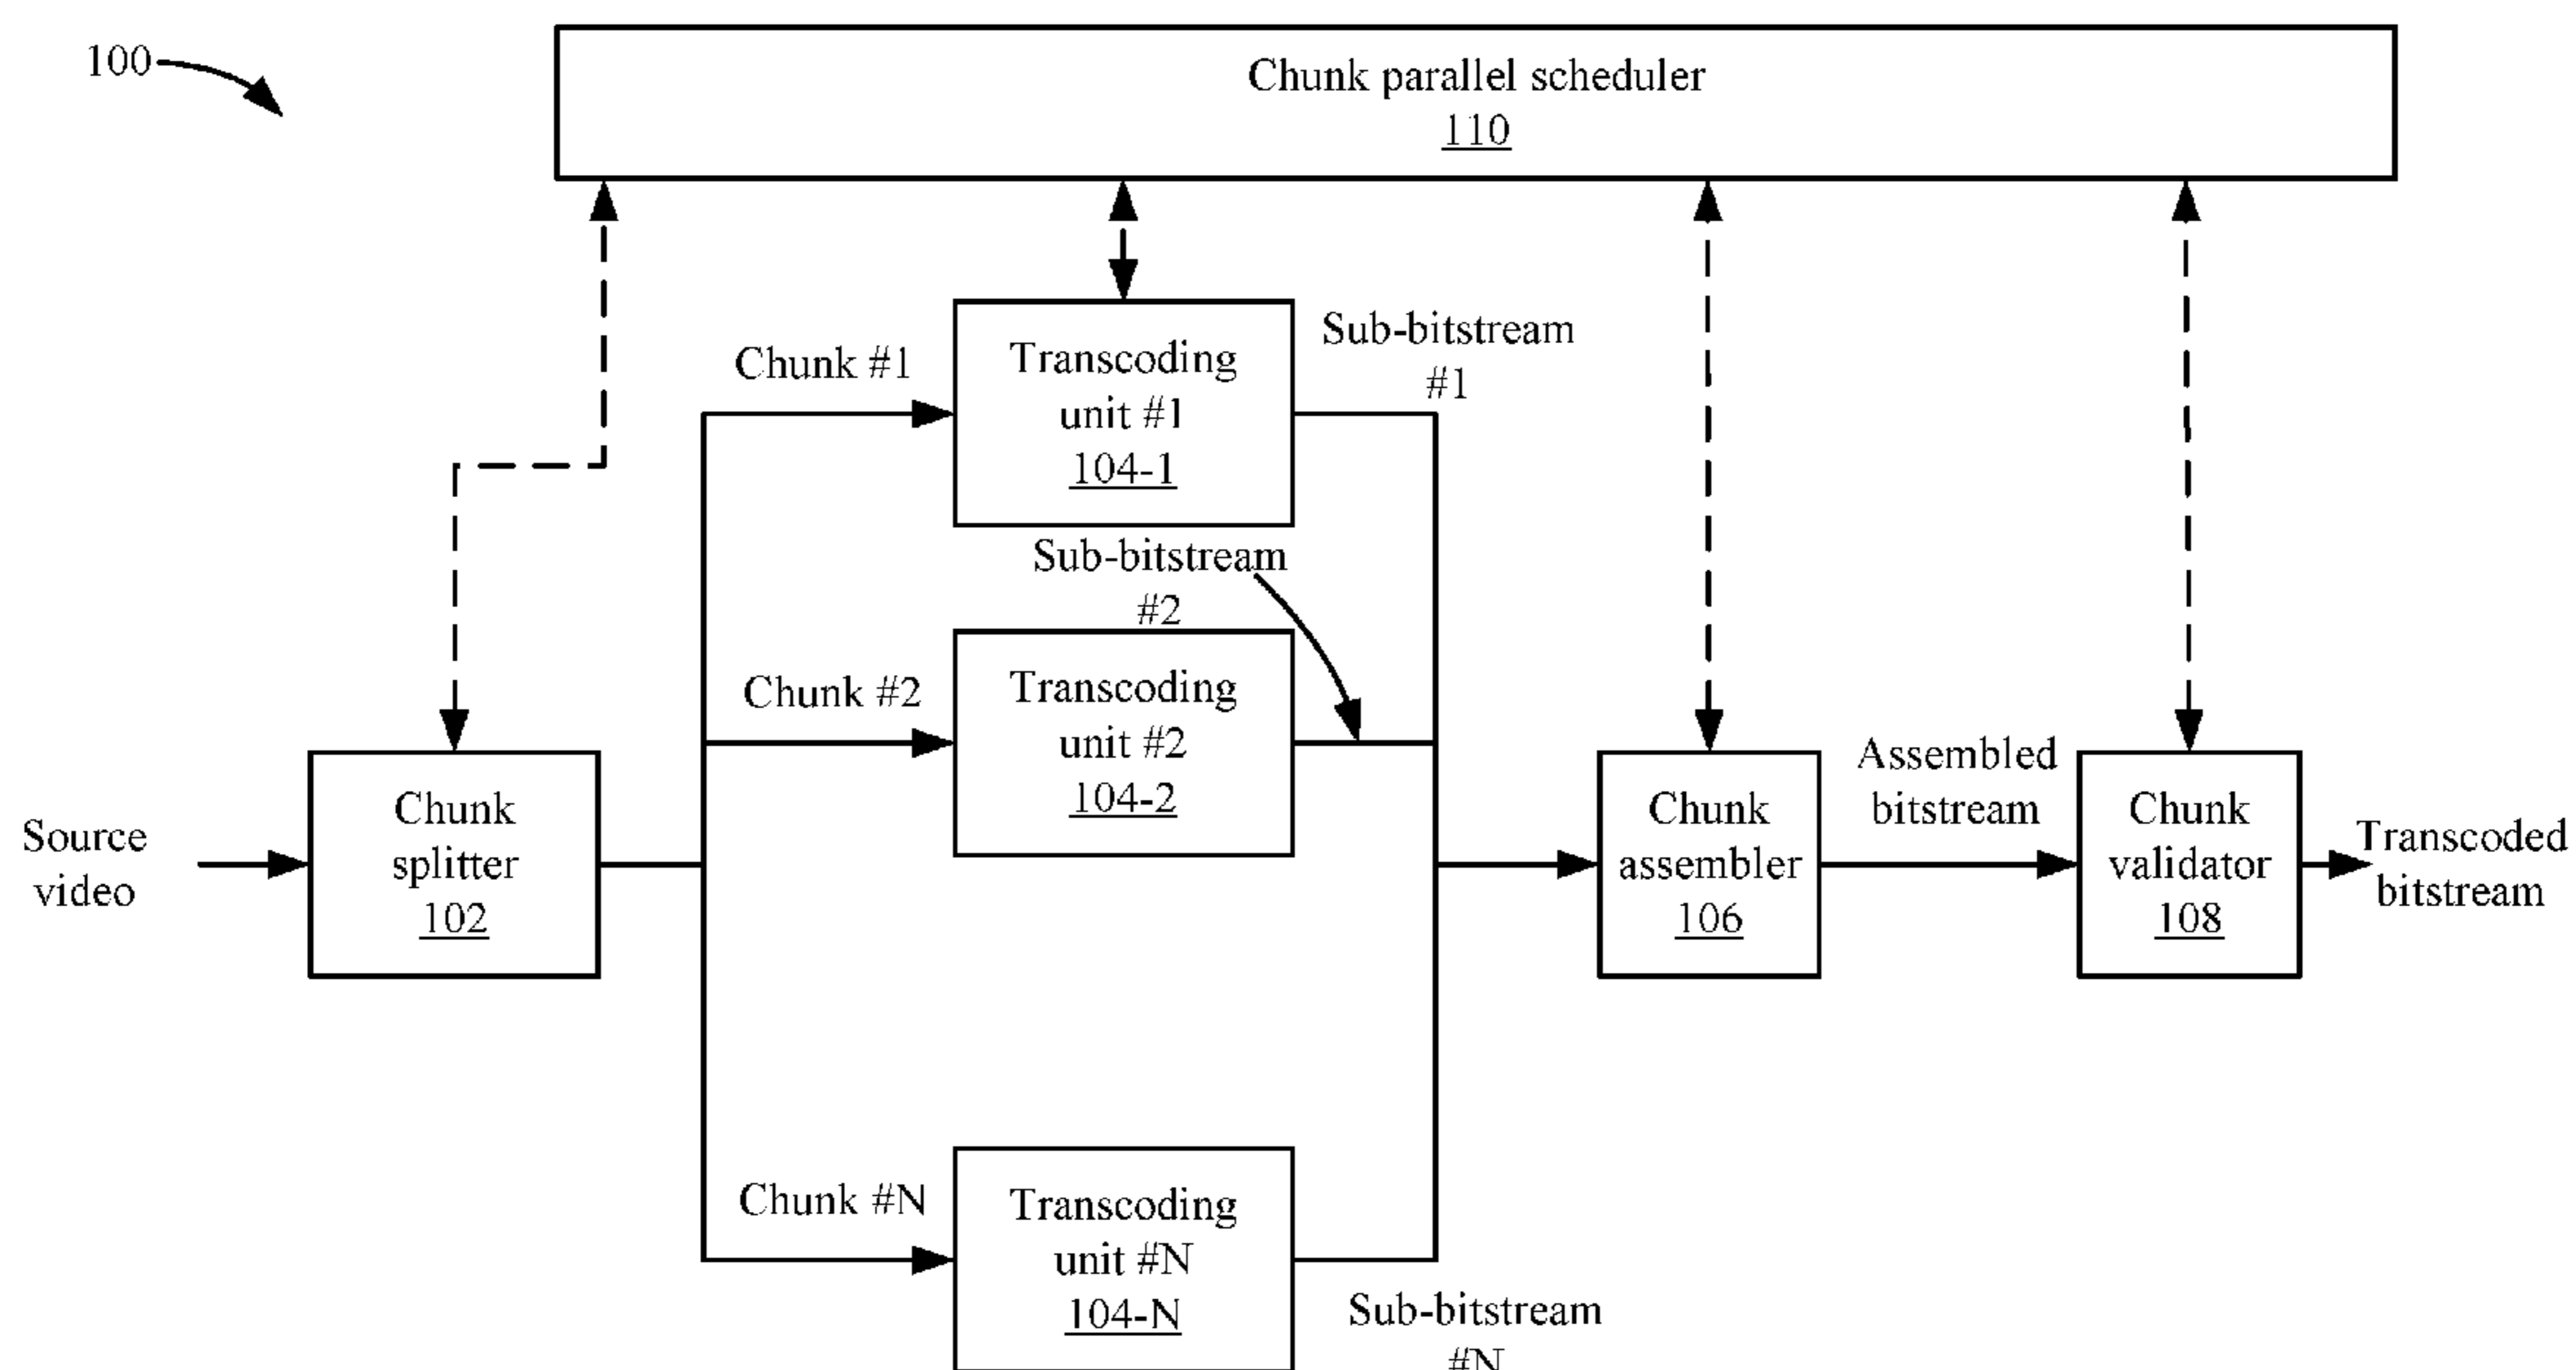 100
Chunk parallel scheduler
110
Chunk #1
Transcoding
unit #1
104-1
Sub-bitstream
#1
Sub-bitstream
#2
Chunk #2
Transcoding
unit #2
104-2
Source
video
Chunk
splitter
102
Chunk
assembler
106
Assembled
bitstream
Chunk
validator
108
Transcoded
bitstream
Chunk #N
Transcoding
unit #N
104-N
Sub-bitstream
#N